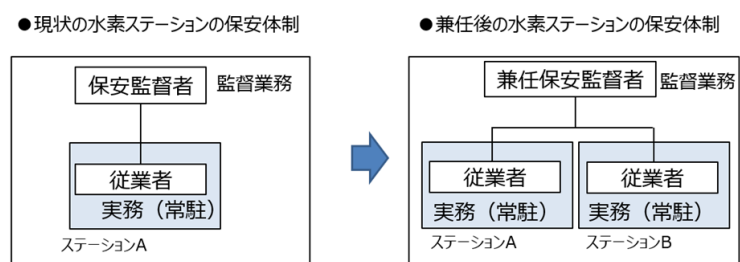 ●現状の水素ステーションの保安体制
保安監督者 監督業務
従業者
実務（常駐）
ステーションA
●兼任後の水素ステーションの保安体制
兼任保安監督者 監督業務
従業者
実務（常駐）
ステーションA
従業者
実務（常駐）
ステーションB